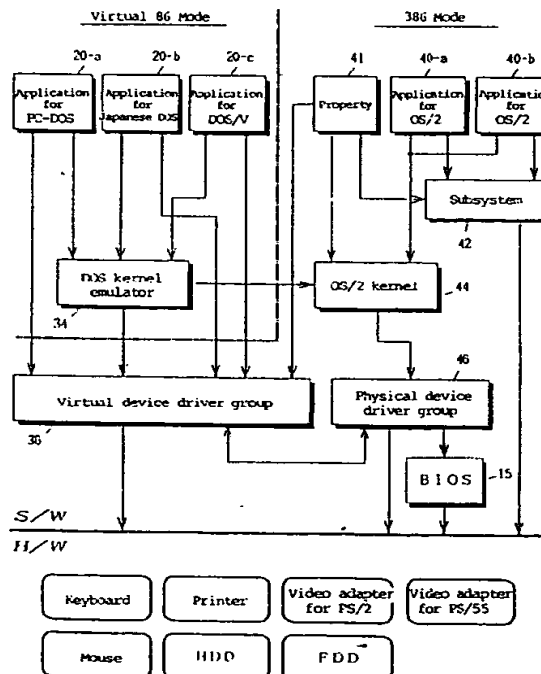 Virtual 86 Mode
386 Mode
20-a
20-b
20-c
41
40-a
40-b
Application
for
PC-DOS
Application
for
Japanese DOS
Application
for
DOS/V
Property
Application
for
OS/2
Application
for
OS/2
Subsystem
42
DOS kernel
emulator
34
OS/2 kernel
44
46
Virtual device driver group
30
Physical device
driver group
BIOS
15
S/W
H/W
Keyboard
Printer
Video adapter
for PS/2
Video adapter
for PS/55
Mouse
HDD
FDD